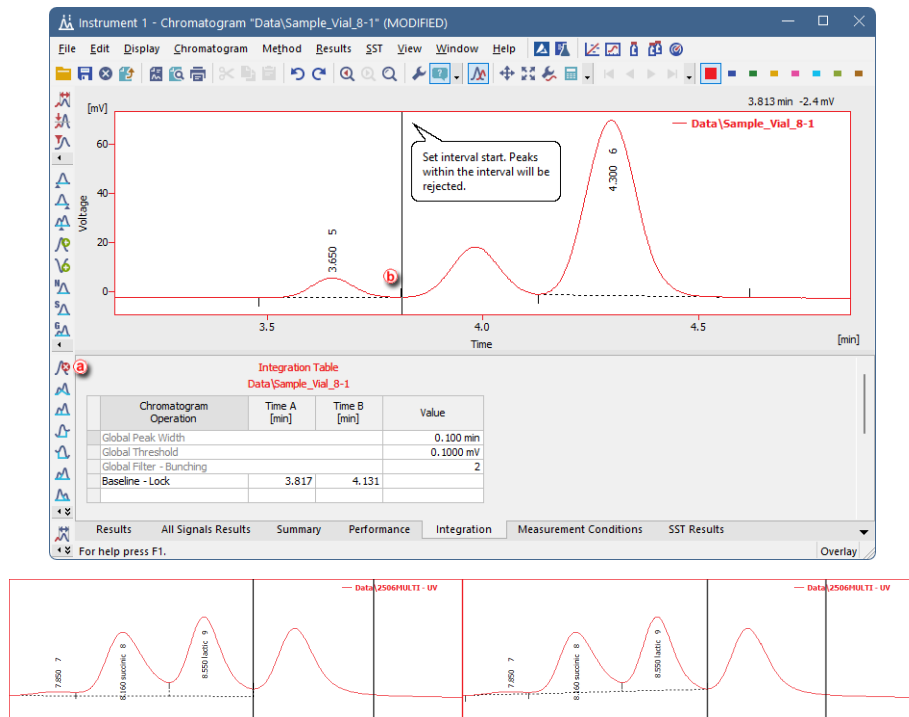 Instrument 1 - Chromatogram "Data\Sample_Vial_8-1" (MODIFIED)
File Edit Display Chromatogram Method Results SST View Window Help
3.813 min -2.4 mV
[mV]
Data\Sample_Vial_8-1
60
40
20
0
Voltage
Set interval start. Peaks
within the interval will be
rejected.
3.650 5
4.300 6
b
3.5 4.0 4.5
Time
[min]
a
Integration Table
Data\Sample_Vial_8-1
Chromatogram
Operation
Time A
[min]
Time B
[min]
Value
Global Peak Width 0.100 min
Global Threshold 0.1000 mV
Global Filter - Bunching 2
Baseline - Lock 3.817 4.131
Results All Signals Results Summary Performance Integration Measurement Conditions SST Results
For help press F1. Overlay
Data\2506MULTI - UV
7.850 7
8.160 succinic 8
8.550 lactic 9
Data\2506MULTI - UV
7.850 7
8.160 succinic 8
8.550 lactic 9